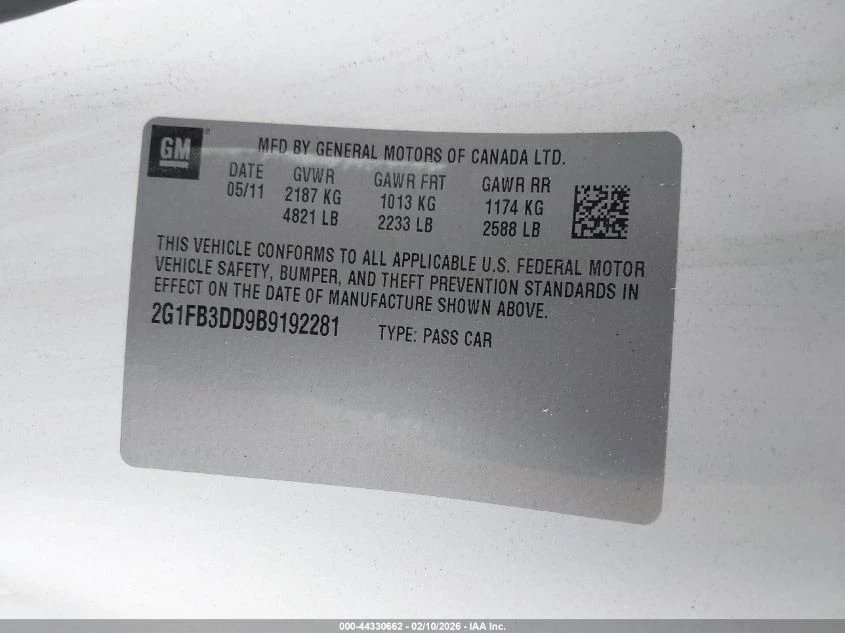 GM
MFD BY GENERAL MOTORS OF CANADA LTD.
DATE GVWR GAWR FRT GAWR RR
05/11 2187 KG 1013 KG 1174 KG
4821 LB 2233 LB 2588 LB
THIS VEHICLE CONFORMS TO ALL APPLICABLE U.S. FEDERAL MOTOR
VEHICLE SAFETY, BUMPER, AND THEFT PREVENTION STANDARDS IN
EFFECT ON THE DATE OF MANUFACTURE SHOWN ABOVE.
2G1FB3DD9B9192281 TYPE: PASS CAR
000-44330662 - 02/10/2026 - IAA Inc.